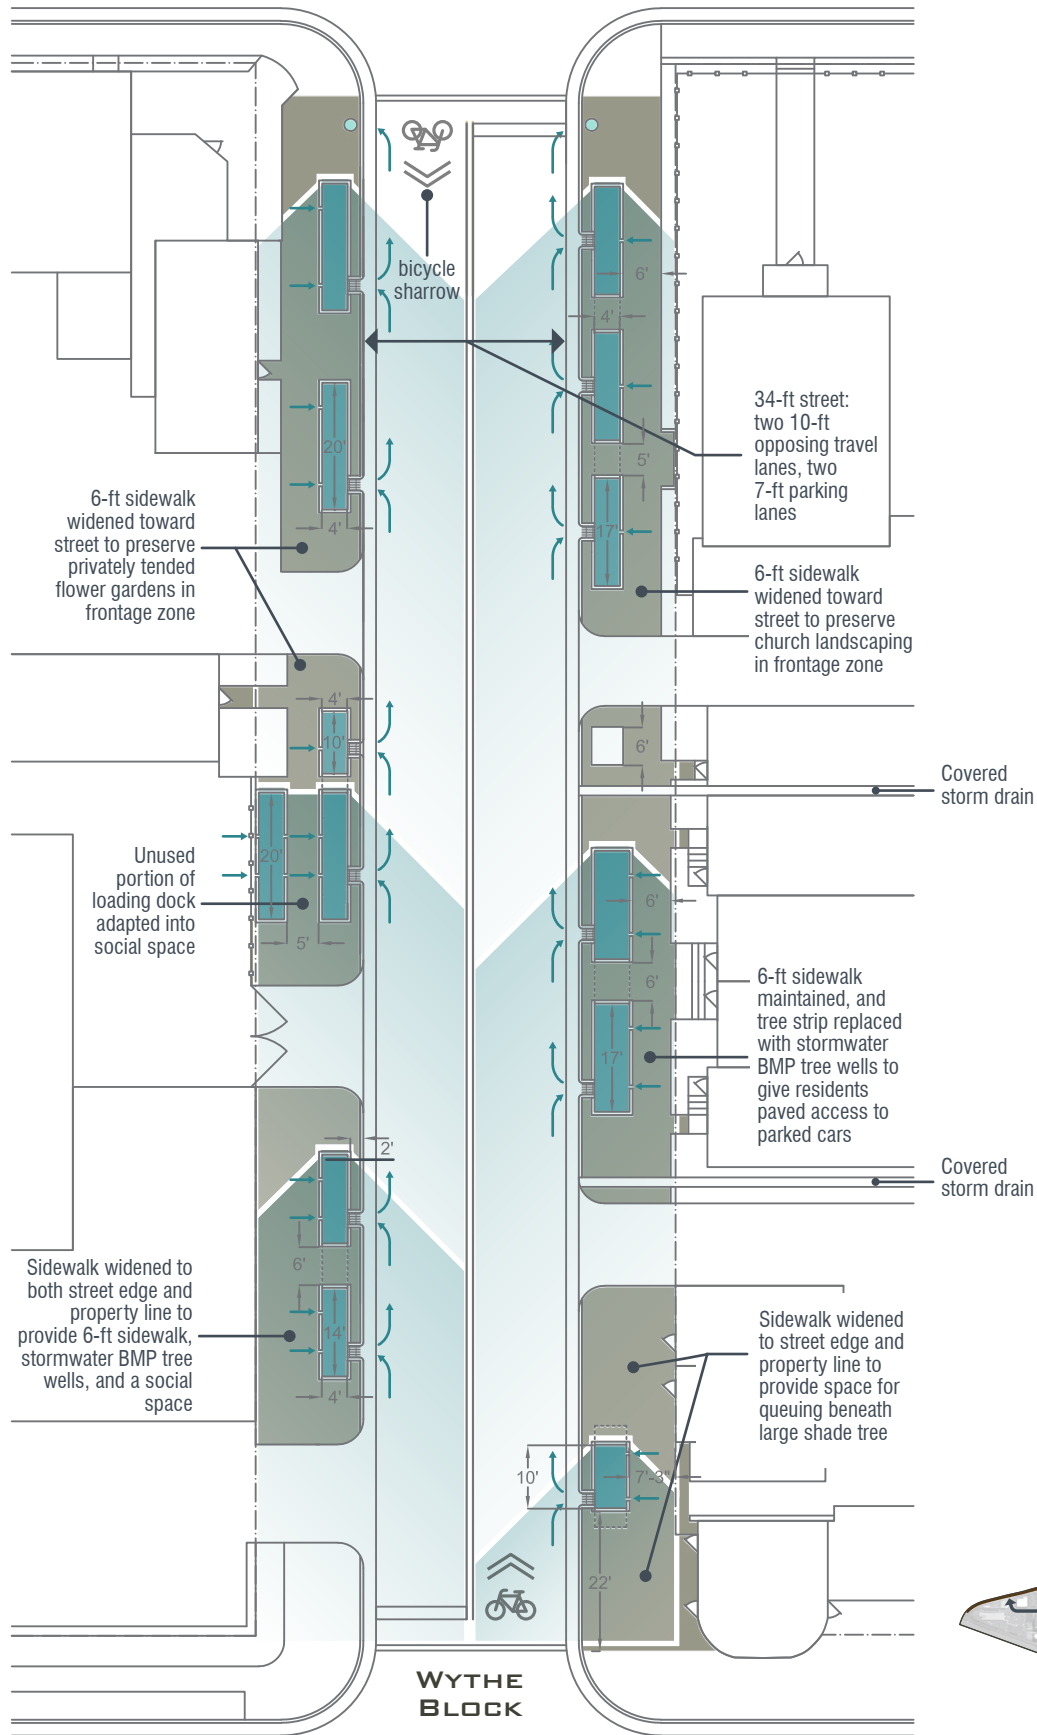 bicycle
sharrow
6'
4'
34-ft street:
two 10-ft
opposing travel
lanes, two
7-ft parking
lanes
20'
5'
6-ft sidewalk
widened toward
street to preserve
privately tended
flower gardens in
frontage zone
4'
17'
6-ft sidewalk
widened toward
street to preserve
church landscaping
in frontage zone
4'
10'
6'
Covered
storm drain
Unused
portion of
loading dock
adapted into
social space
20'
5'
6'
6'
6-ft sidewalk
maintained, and
tree strip replaced
with stormwater
BMP tree wells to
give residents
paved access to
parked cars
17'
2'
Covered
storm drain
Sidewalk widened to
both street edge and
property line to
provide 6-ft sidewalk,
stormwater BMP tree
wells, and a social
space
6'
14'
4'
Sidewalk widened
to street edge and
property line to
provide space for
queuing beneath
large shade tree
10'
7'-3"
22'
WYTHE
BLOCK